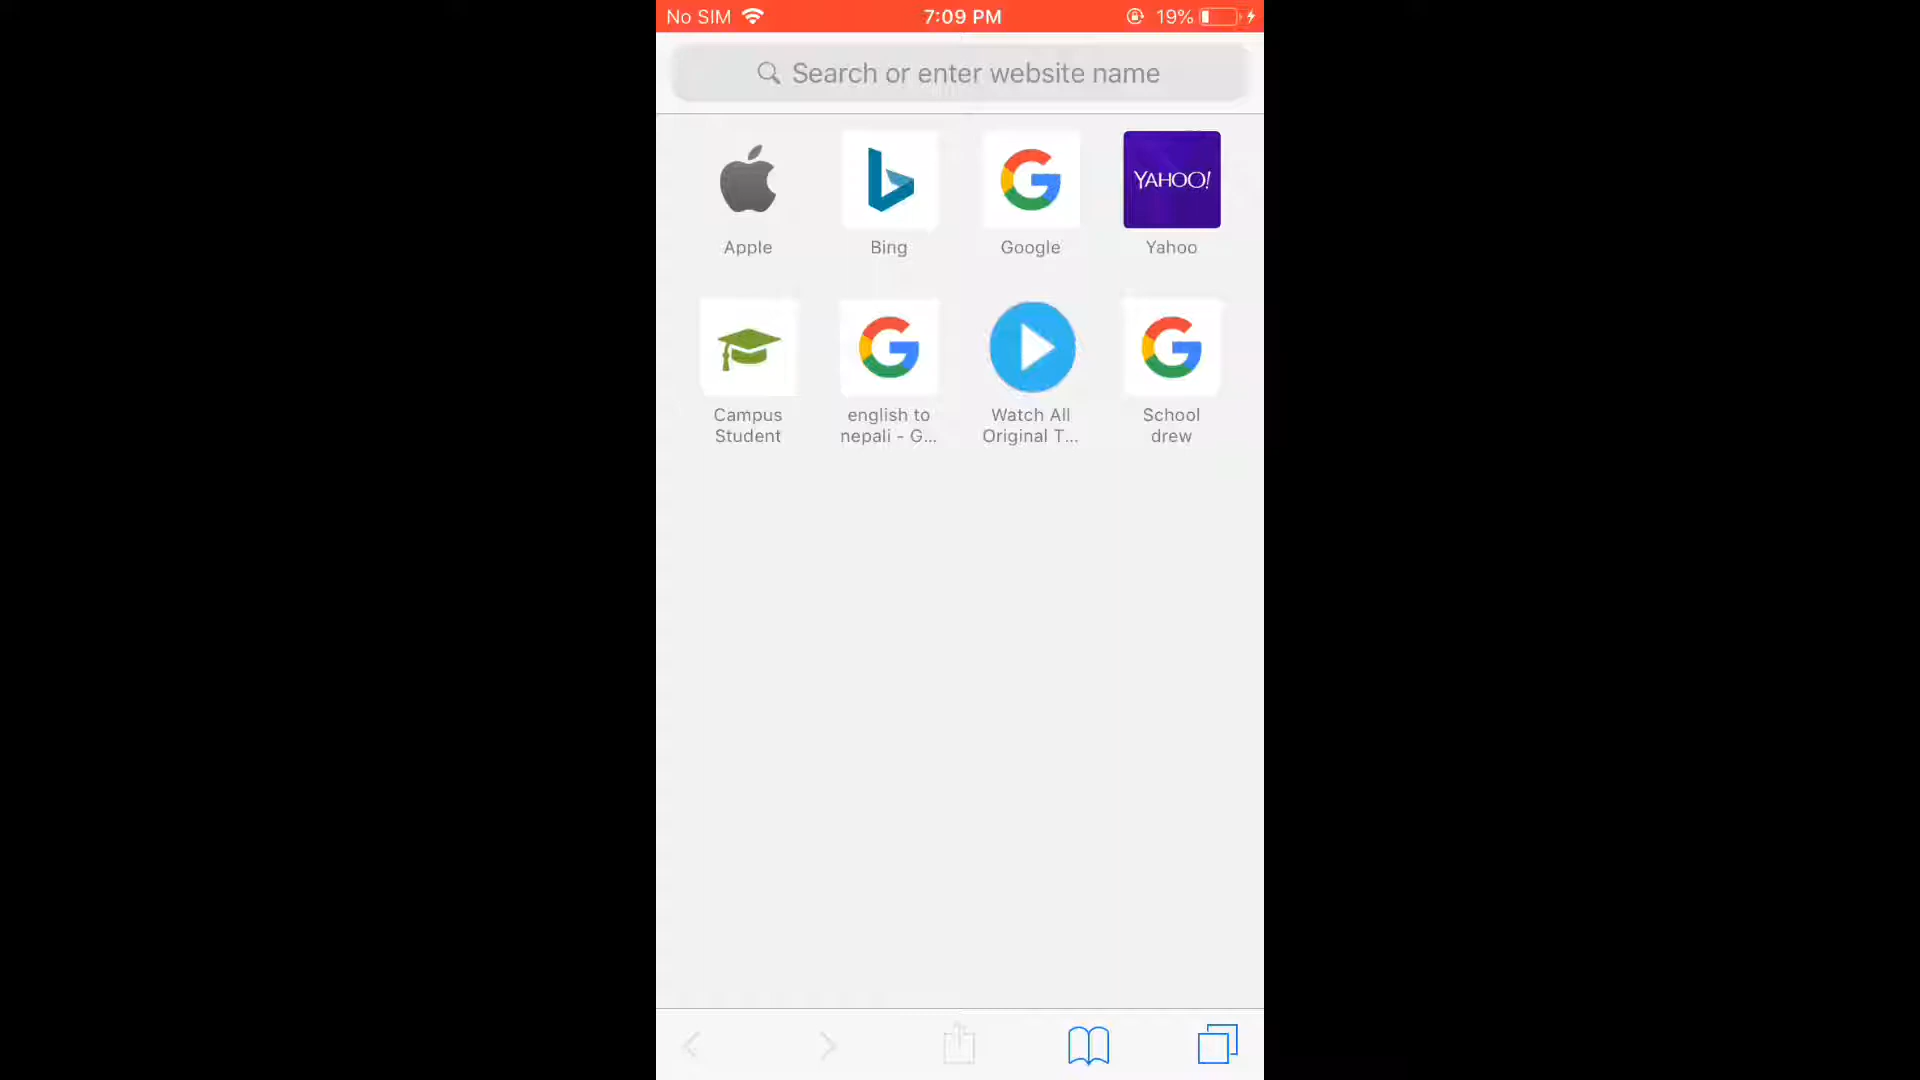 No SIM 7:09 PM 19%
Search or enter website name
YAHOO!
Apple Bing Google Yahoo
Campus Student
english to nepali - G...
Watch All Original T...
School drew